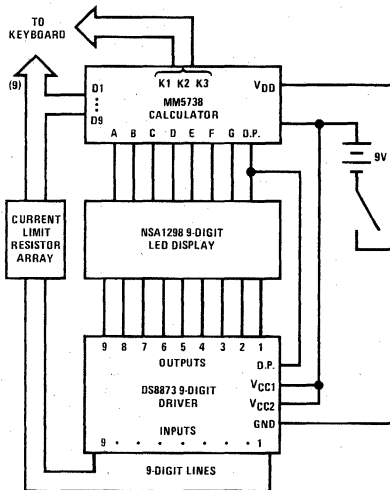 TO
KEYBOARD
(9)
D1
D9
K1 K2 K3
MM5738
CALCULATOR
VDD
A B C D E F G D.P.
9V
CURRENT
LIMIT
RESISTOR
ARRAY
NSA1298 9-DIGIT
LED DISPLAY
9 8 7 6 5 4 3 2 1
OUTPUTS
D.P.
DS8873 9-DIGIT
DRIVER
VCC1
VCC2
GND
INPUTS
9 1
9-DIGIT LINES